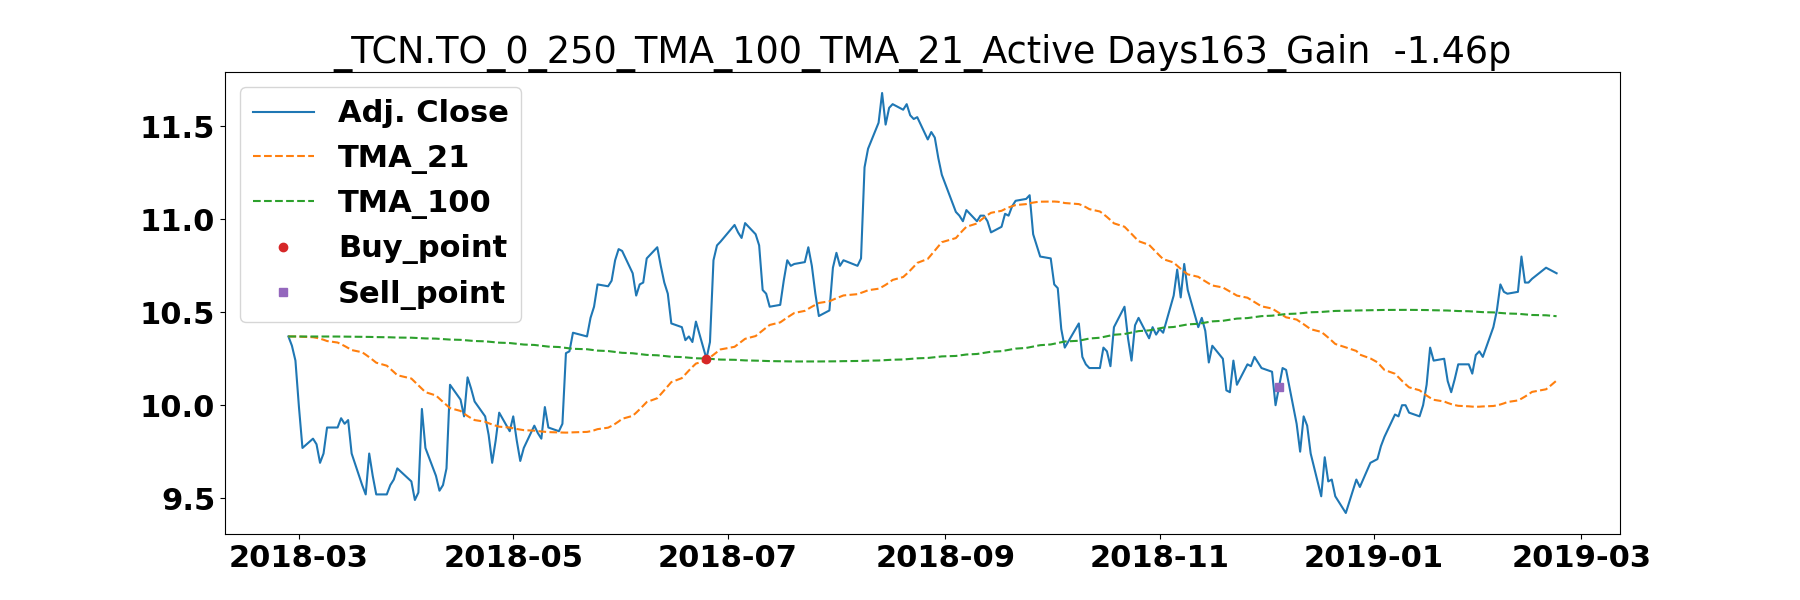 _TCN.TO_0_250_TMA_100_TMA_21_Active Days163_Gain  -1.46p
Adj. Close
TMA_21
TMA_100
Buy_point
Sell_point
11.5
11.0
10.5
10.0
9.5
2018-03 2018-05 2018-07 2018-09 2018-11 2019-01 2019-03